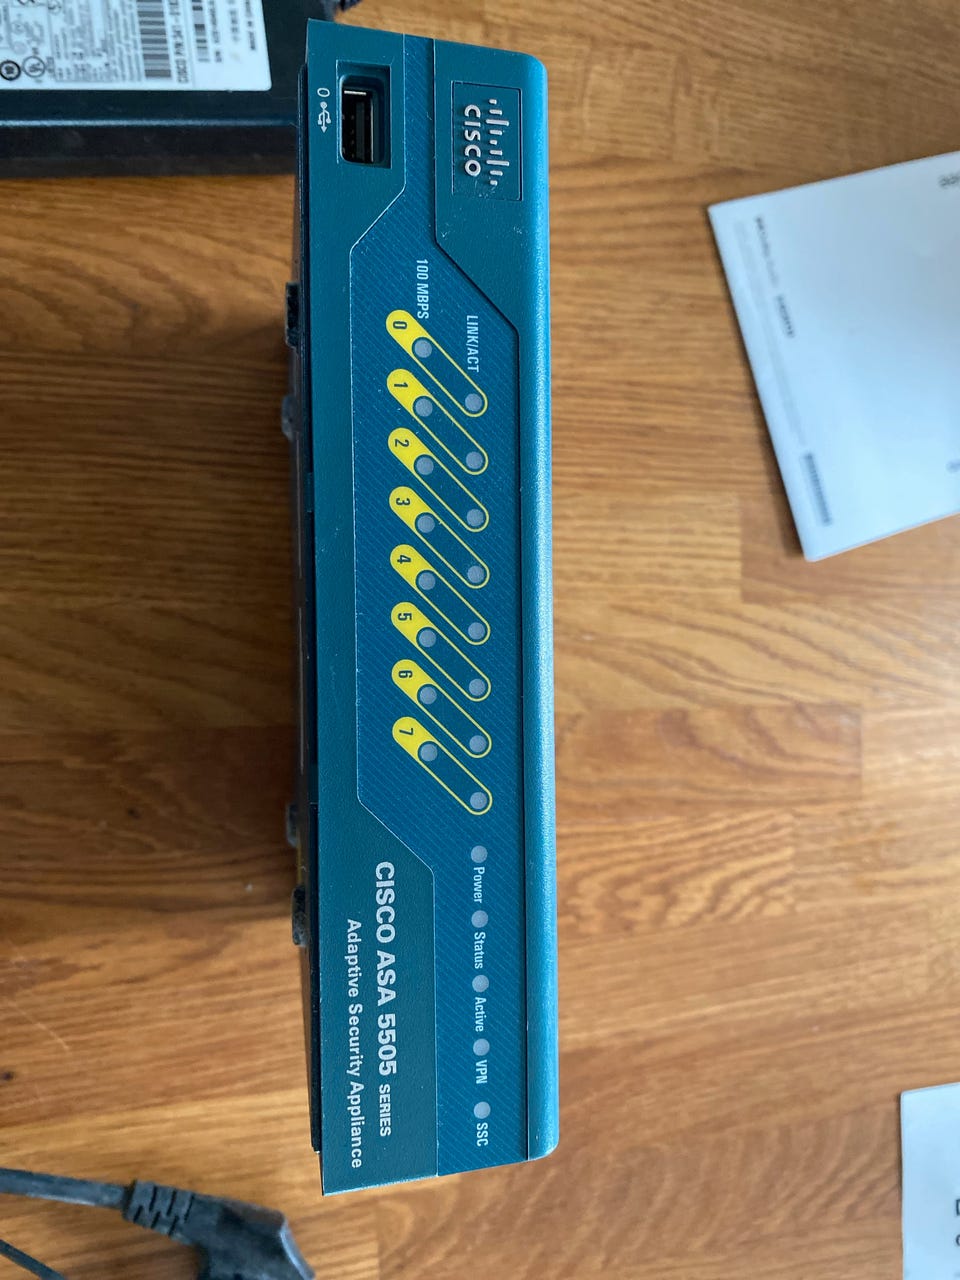 CISCO
0
100 MBPS
LINK/ACT
0
1
2
3
4
5
6
7
Power
Status
Active
VPN
SSC
CISCO ASA 5505 SERIES
Adaptive Security Appliance